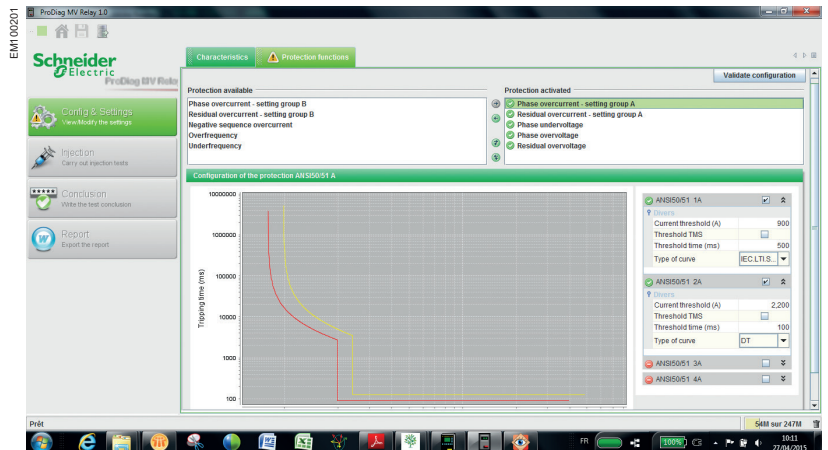 EM100201
ProDiag MV Relay 1.0
Schneider
Electric
ProDiag MV Relay
Characteristics
Protection functions
Validate configuration
Protection available
Protection activated
Phase overcurrent - setting group B
Residual overcurrent - setting group B
Negative sequence overcurrent
Overfrequency
Underfrequency
Phase overcurrent - setting group A
Residual overcurrent - setting group A
Phase undervoltage
Phase overvoltage
Residual overvoltage
Config & Settings
View/Modify the settings
Injection
Carry out injection tests
Conclusion
Write the test conclusion
Report
Export the report
Configuration of the protection ANSI50/51 A
10000000
1000000
100000
10000
1000
100
Tripping time (ms)
ANSI50/51 1A
Divers
Current threshold (A) 900
Threshold TMS
Threshold time (ms) 500
Type of curve IEC.LTI.S...
ANSI50/51 2A
Divers
Current threshold (A) 2,200
Threshold TMS
Threshold time (ms) 100
Type of curve DT
ANSI50/51 3A
ANSI50/51 4A
Prêt
54M sur 247M
FR
100%
10:11
27/04/2015